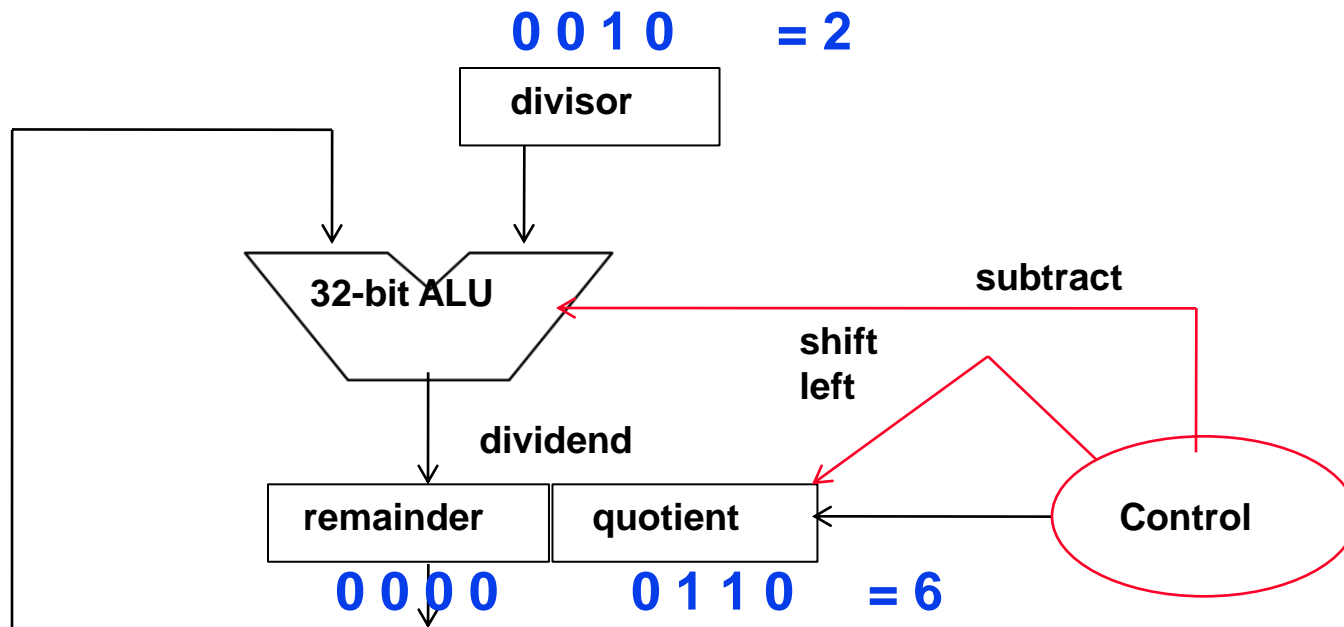 0 0 1 0 = 2
divisor
32-bit ALU
subtract
shift
left
dividend
remainder
quotient
Control
0 0 0 0
0 1 1 0 = 6